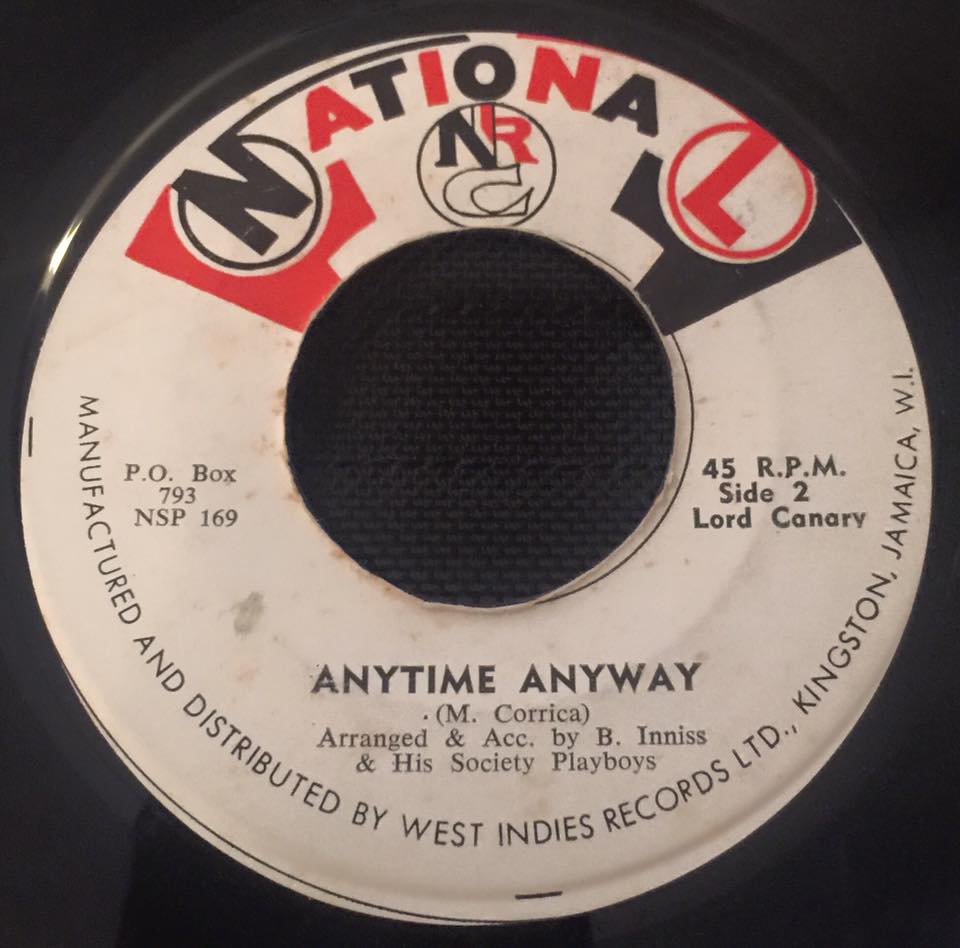 NATIONAL
NRC
P.O. Box
793
NSP 169
45 R.P.M.
Side 2
Lord Canary
ANYTIME ANYWAY
(M. Corrica)
Arranged & Acc. by B. Inniss
& His Society Playboys
MANUFACTURED AND DISTRIBUTED BY WEST INDIES RECORDS LTD., KINGSTON, JAMAICA, W.I.